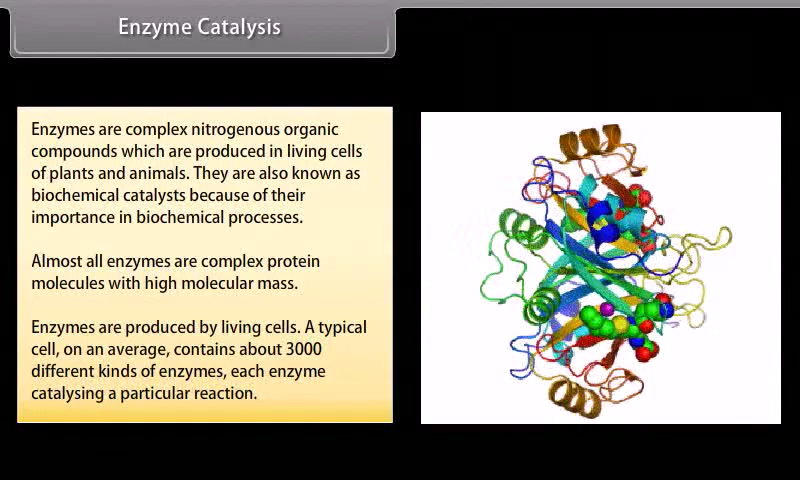 Enzyme Catalysis
Enzymes are complex nitrogenous organic
compounds which are produced in living cells
of plants and animals. They are also known as
biochemical catalysts because of their
importance in biochemical processes.
Almost all enzymes are complex protein
molecules with high molecular mass.
Enzymes are produced by living cells. A typical
cell, on an average, contains about 3000
different kinds of enzymes, each enzyme
catalysing a particular reaction.